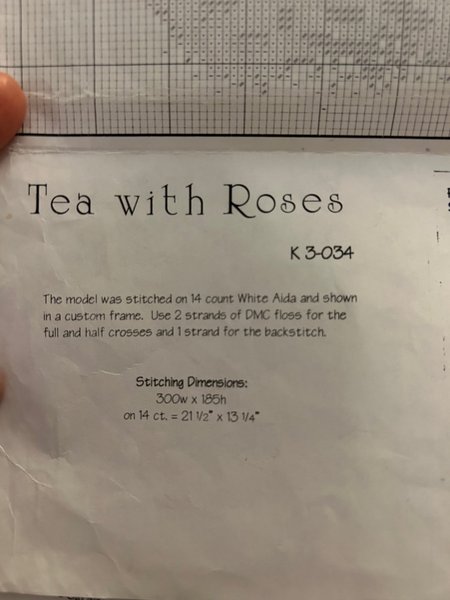 Tea with Roses
K 3-034
The model was stitched on 14 count White Aida and shown
in a custom frame. Use 2 strands of DMC floss for the
full and half crosses and 1 strand for the backstitch.
Stitching Dimensions:
300w x 185h
on 14 ct. = 21 1/2" x 13 1/4"